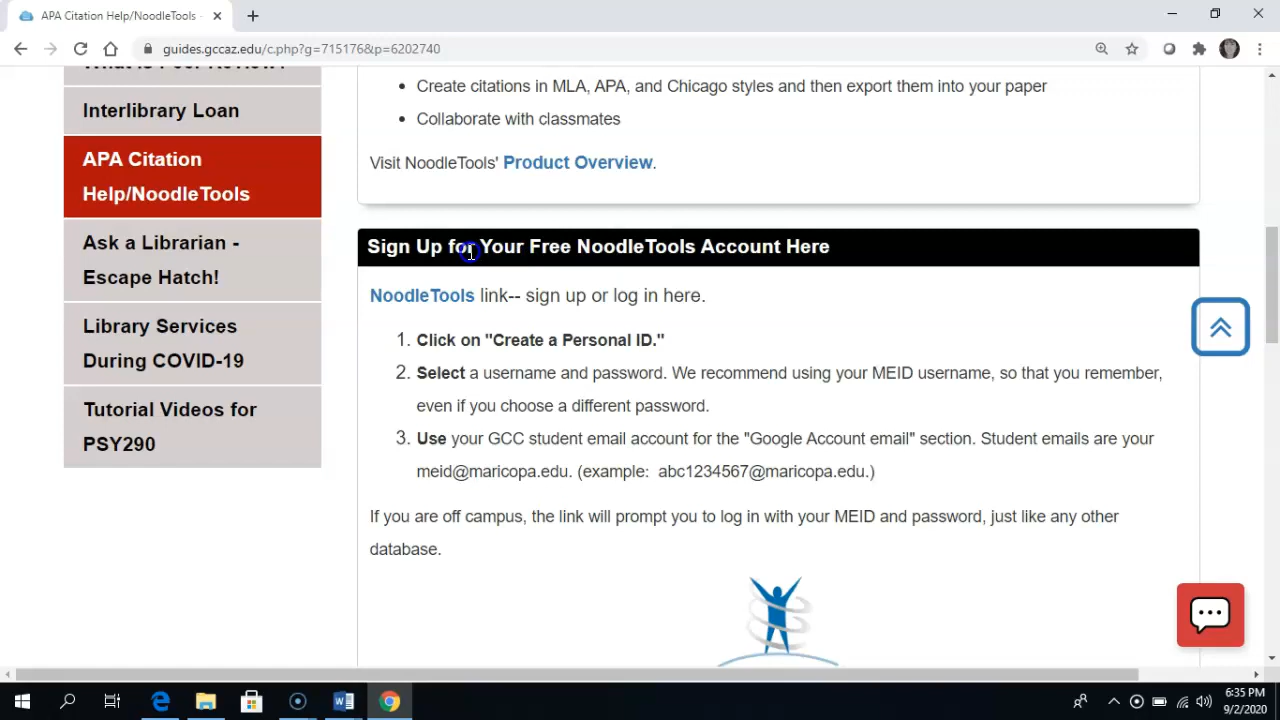 APA Citation Help/NoodleTools -
guides.gccaz.edu/c.php?g=715176&p=6202740
What is Peer Review?
Interlibrary Loan
APA Citation
Help/NoodleTools
Ask a Librarian -
Escape Hatch!
Library Services
During COVID-19
Tutorial Videos for
PSY290
• Create citations in MLA, APA, and Chicago styles and then export them into your paper
• Collaborate with classmates
Visit NoodleTools' Product Overview.
Sign Up for Your Free NoodleTools Account Here
NoodleTools link-- sign up or log in here.
1. Click on "Create a Personal ID."
2. Select a username and password. We recommend using your MEID username, so that you remember,
even if you choose a different password.
3. Use your GCC student email account for the "Google Account email" section. Student emails are your
meid@maricopa.edu. (example: abc1234567@maricopa.edu.)
If you are off campus, the link will prompt you to log in with your MEID and password, just like any other
database.
6:35 PM
9/2/2020